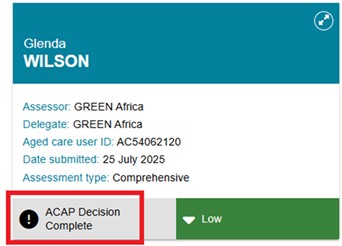 Glenda
WILSON
Assessor: GREEN Africa
Delegate: GREEN Africa
Aged care user ID: AC54062120
Date submitted: 25 July 2025
Assessment type: Comprehensive
ACAP Decision
Complete
Low